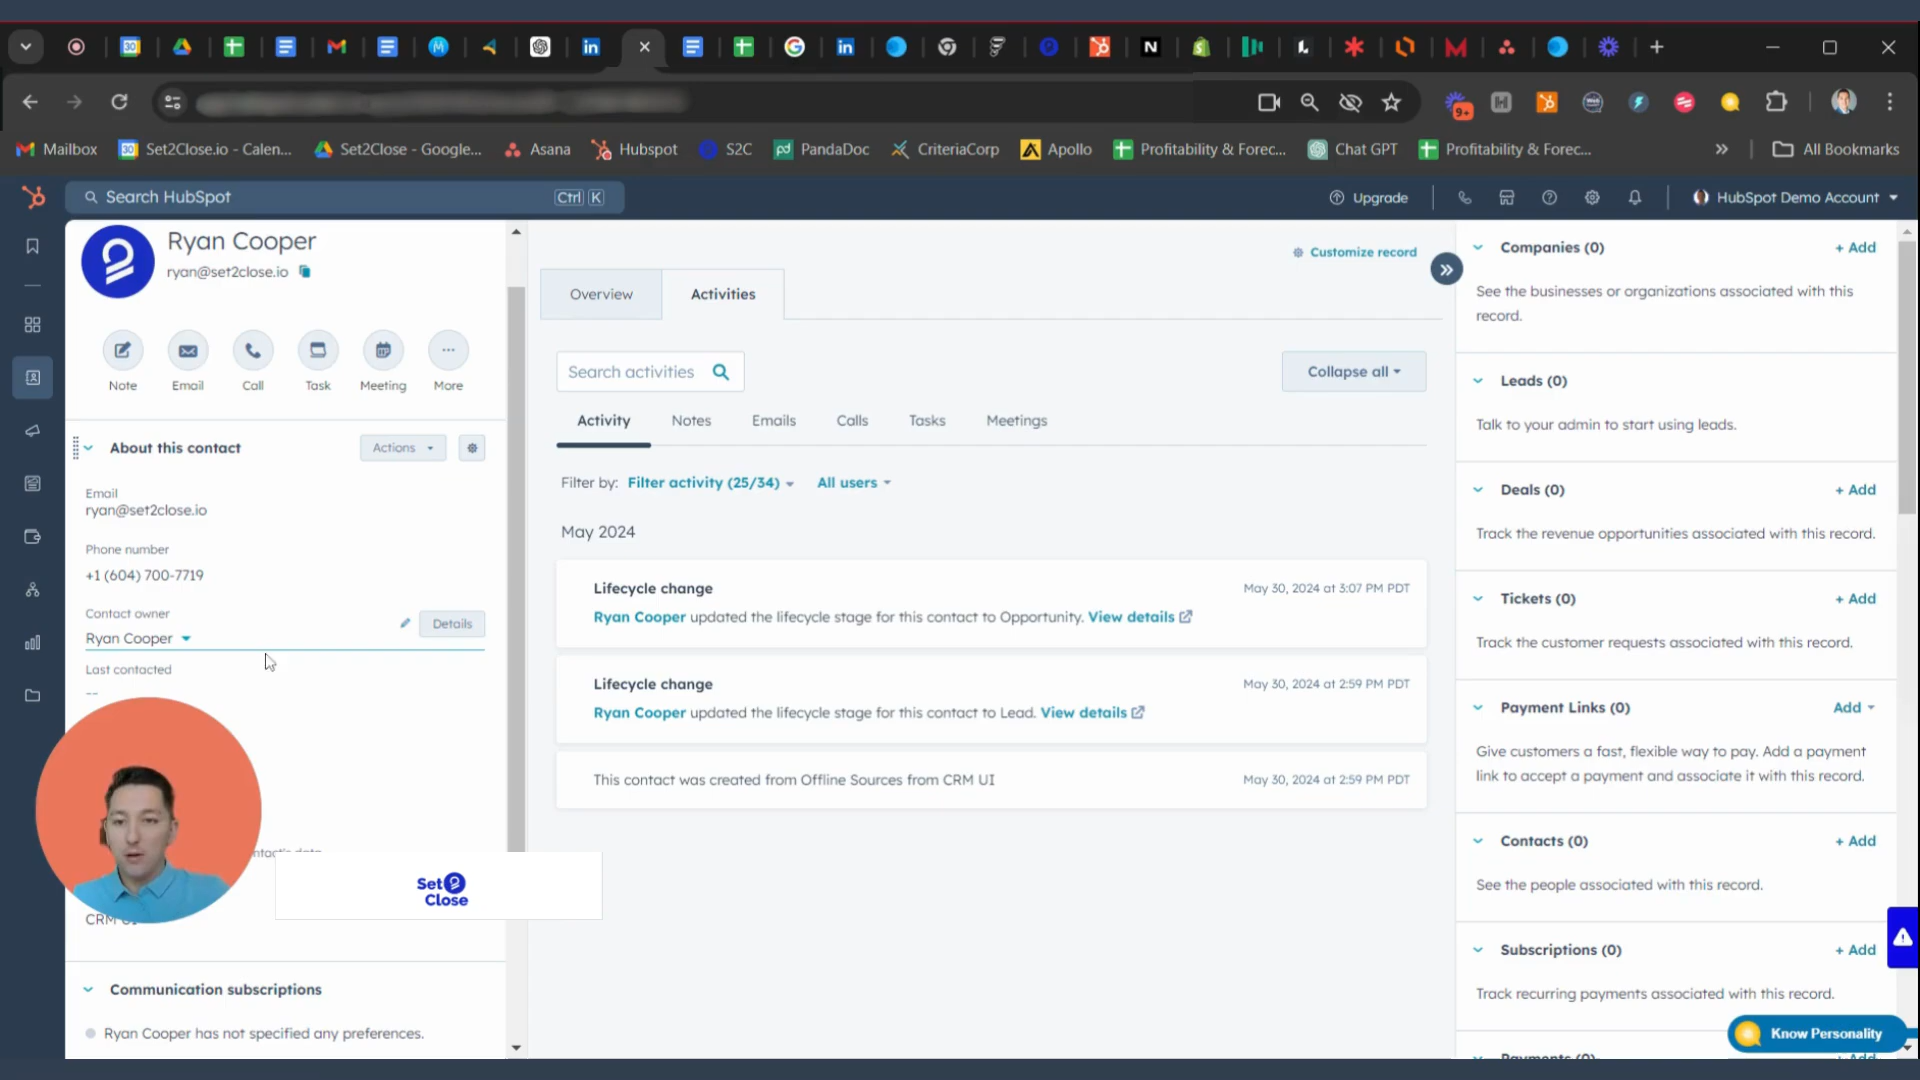 Mailbox
Set2Close.io - Calen...
Set2Close - Google...
Asana
Hubspot
S2C
PandaDoc
CriteriaCorp
Apollo
Profitability & Forec...
Chat GPT
Profitability & Forec...
All Bookmarks
Search HubSpot
Ctrl K
Upgrade
HubSpot Demo Account
Ryan Cooper
ryan@set2close.io
Note
Email
Call
Task
Meeting
More
About this contact
Actions
Email
ryan@set2close.io
Phone number
+1 (604) 700-7719
Contact owner
Ryan Cooper
Details
Last contacted
--
CRM UI
Set2Close
Communication subscriptions
Ryan Cooper has not specified any preferences.
Customize record
Overview
Activities
Search activities
Collapse all
Activity
Notes
Emails
Calls
Tasks
Meetings
Filter by: Filter activity (25/34)
All users
May 2024
Lifecycle change
May 30, 2024 at 3:07 PM PDT
Ryan Cooper updated the lifecycle stage for this contact to Opportunity. View details
Lifecycle change
May 30, 2024 at 2:59 PM PDT
Ryan Cooper updated the lifecycle stage for this contact to Lead. View details
This contact was created from Offline Sources from CRM UI
May 30, 2024 at 2:59 PM PDT
Companies (0)
+ Add
See the businesses or organizations associated with this
record.
Leads (0)
Talk to your admin to start using leads.
Deals (0)
+ Add
Track the revenue opportunities associated with this record.
Tickets (0)
+ Add
Track the customer requests associated with this record.
Payment Links (0)
Add
Give customers a fast, flexible way to pay. Add a payment
link to accept a payment and associate it with this record.
Contacts (0)
+ Add
See the people associated with this record.
Subscriptions (0)
+ Add
Track recurring payments associated with this record.
Payments (0)
+ Add
Know Personality